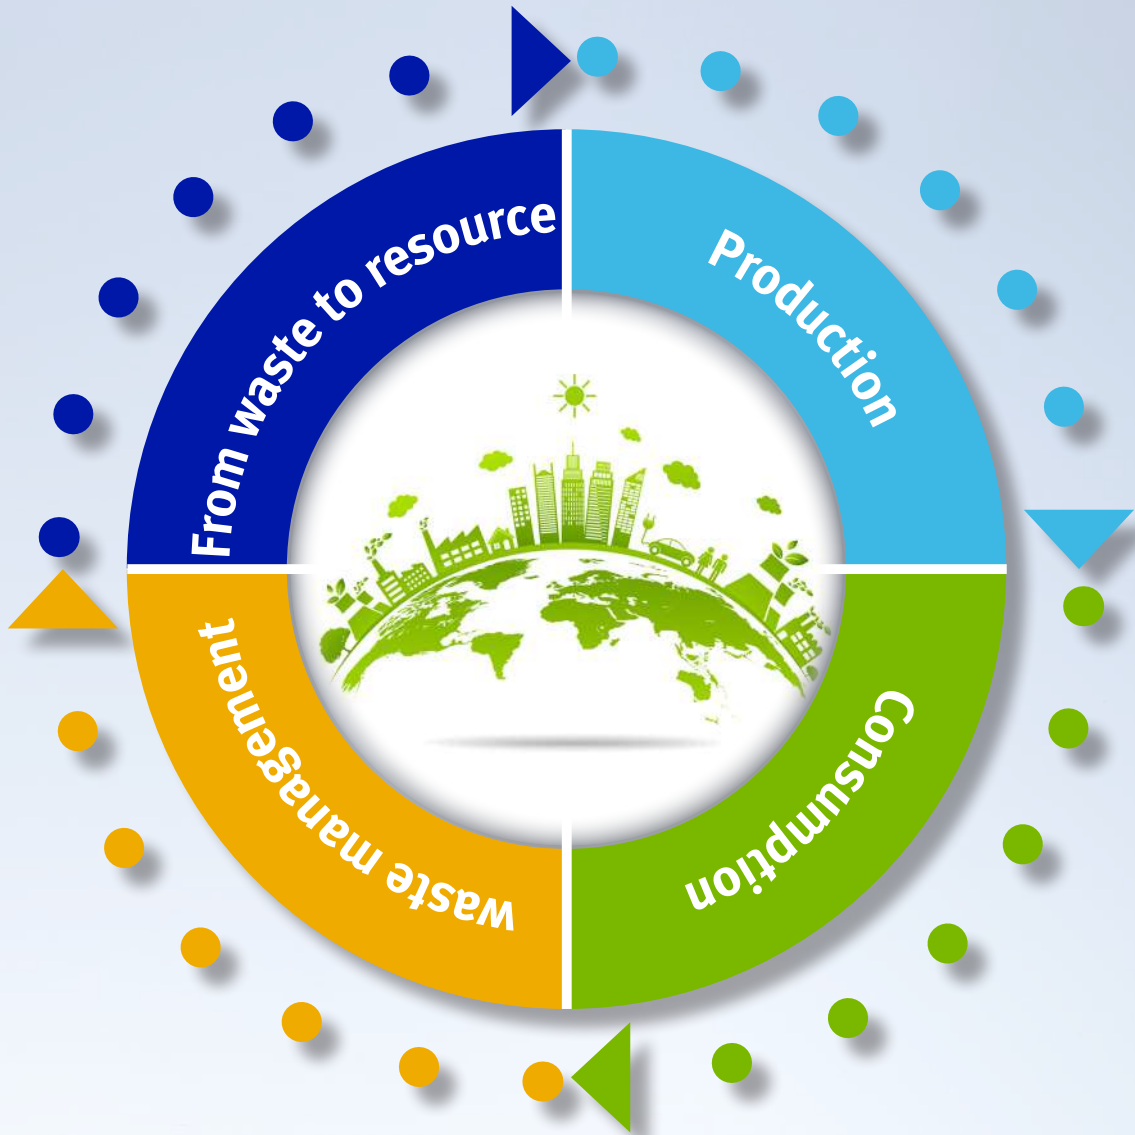 From waste to resource
Production
Consumption
waste management